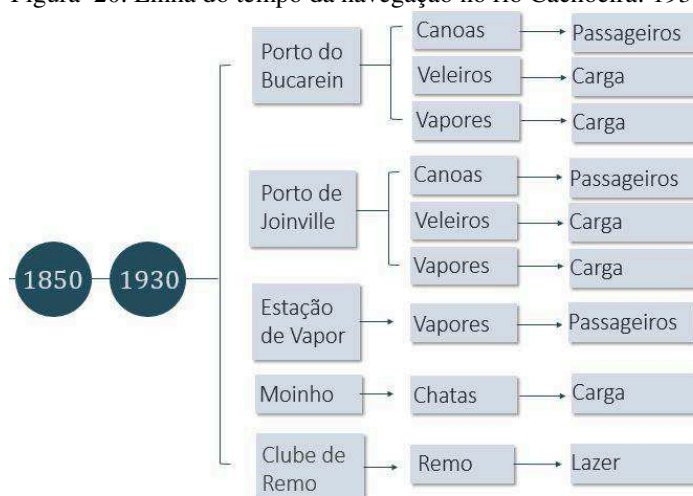 Figura 20: Linha do tempo da navegação no rio Cachoeira: 193
Porto do
Bucarein
Canoas
Passageiros
Veleiros
Carga
Vapores
Carga
Porto de
Joinville
Canoas
Passageiros
Veleiros
Carga
Vapores
Carga
1850
1930
Estação
de Vapor
Vapores
Passageiros
Moinho
Chatas
Carga
Clube de
Remo
Remo
Lazer